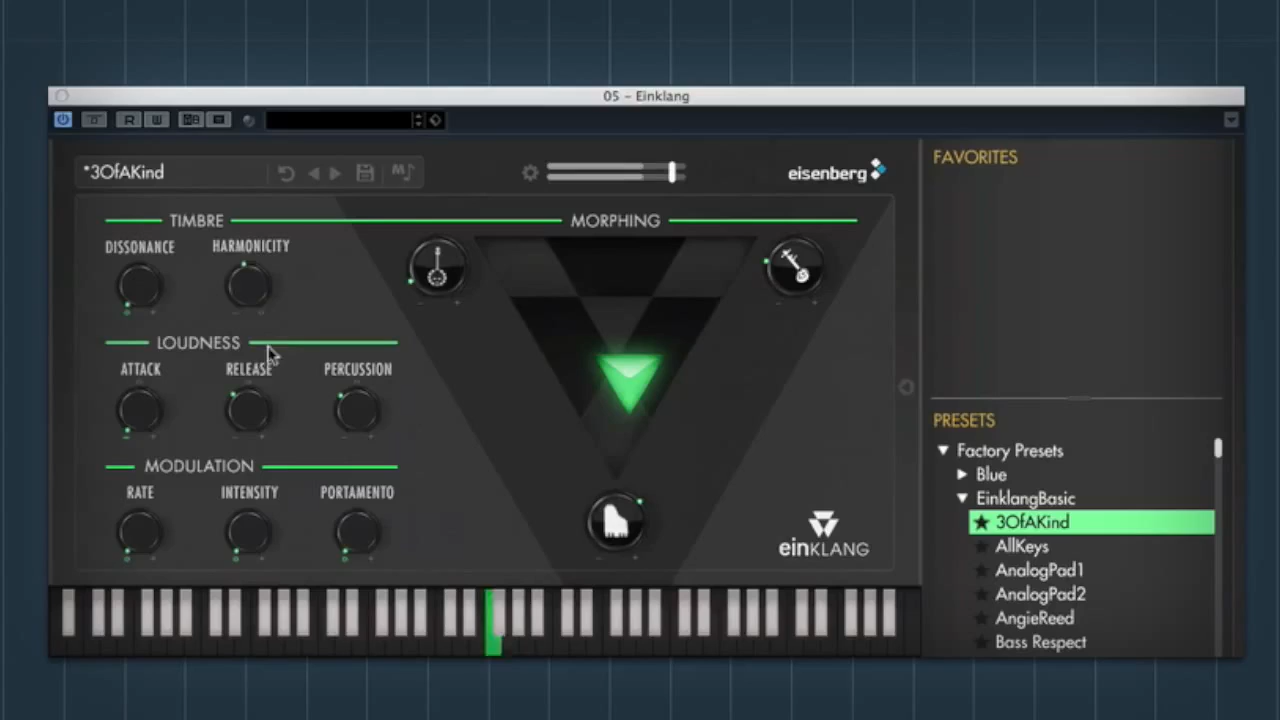 05 - Einklang
R W
*3OfAKind
eisenberg
FAVORITES
TIMBRE
MORPHING
DISSONANCE HARMONICITY
LOUDNESS
ATTACK RELEASE PERCUSSION
MODULATION
RATE INTENSITY PORTAMENTO
einKLANG
PRESETS
Factory Presets
Blue
EinklangBasic
3OfAKind
AllKeys
AnalogPad1
AnalogPad2
AngieReed
Bass Respect